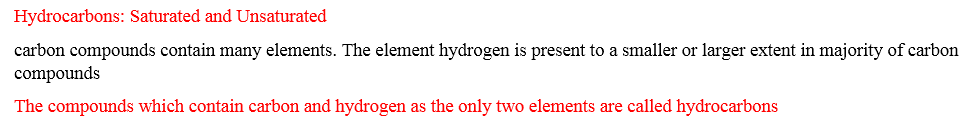 Hydrocarbons: Saturated and Unsaturated
carbon compounds contain many elements. The element hydrogen is present to a smaller or larger extent in majority of carbon
compounds
The compounds which contain carbon and hydrogen as the only two elements are called hydrocarbons